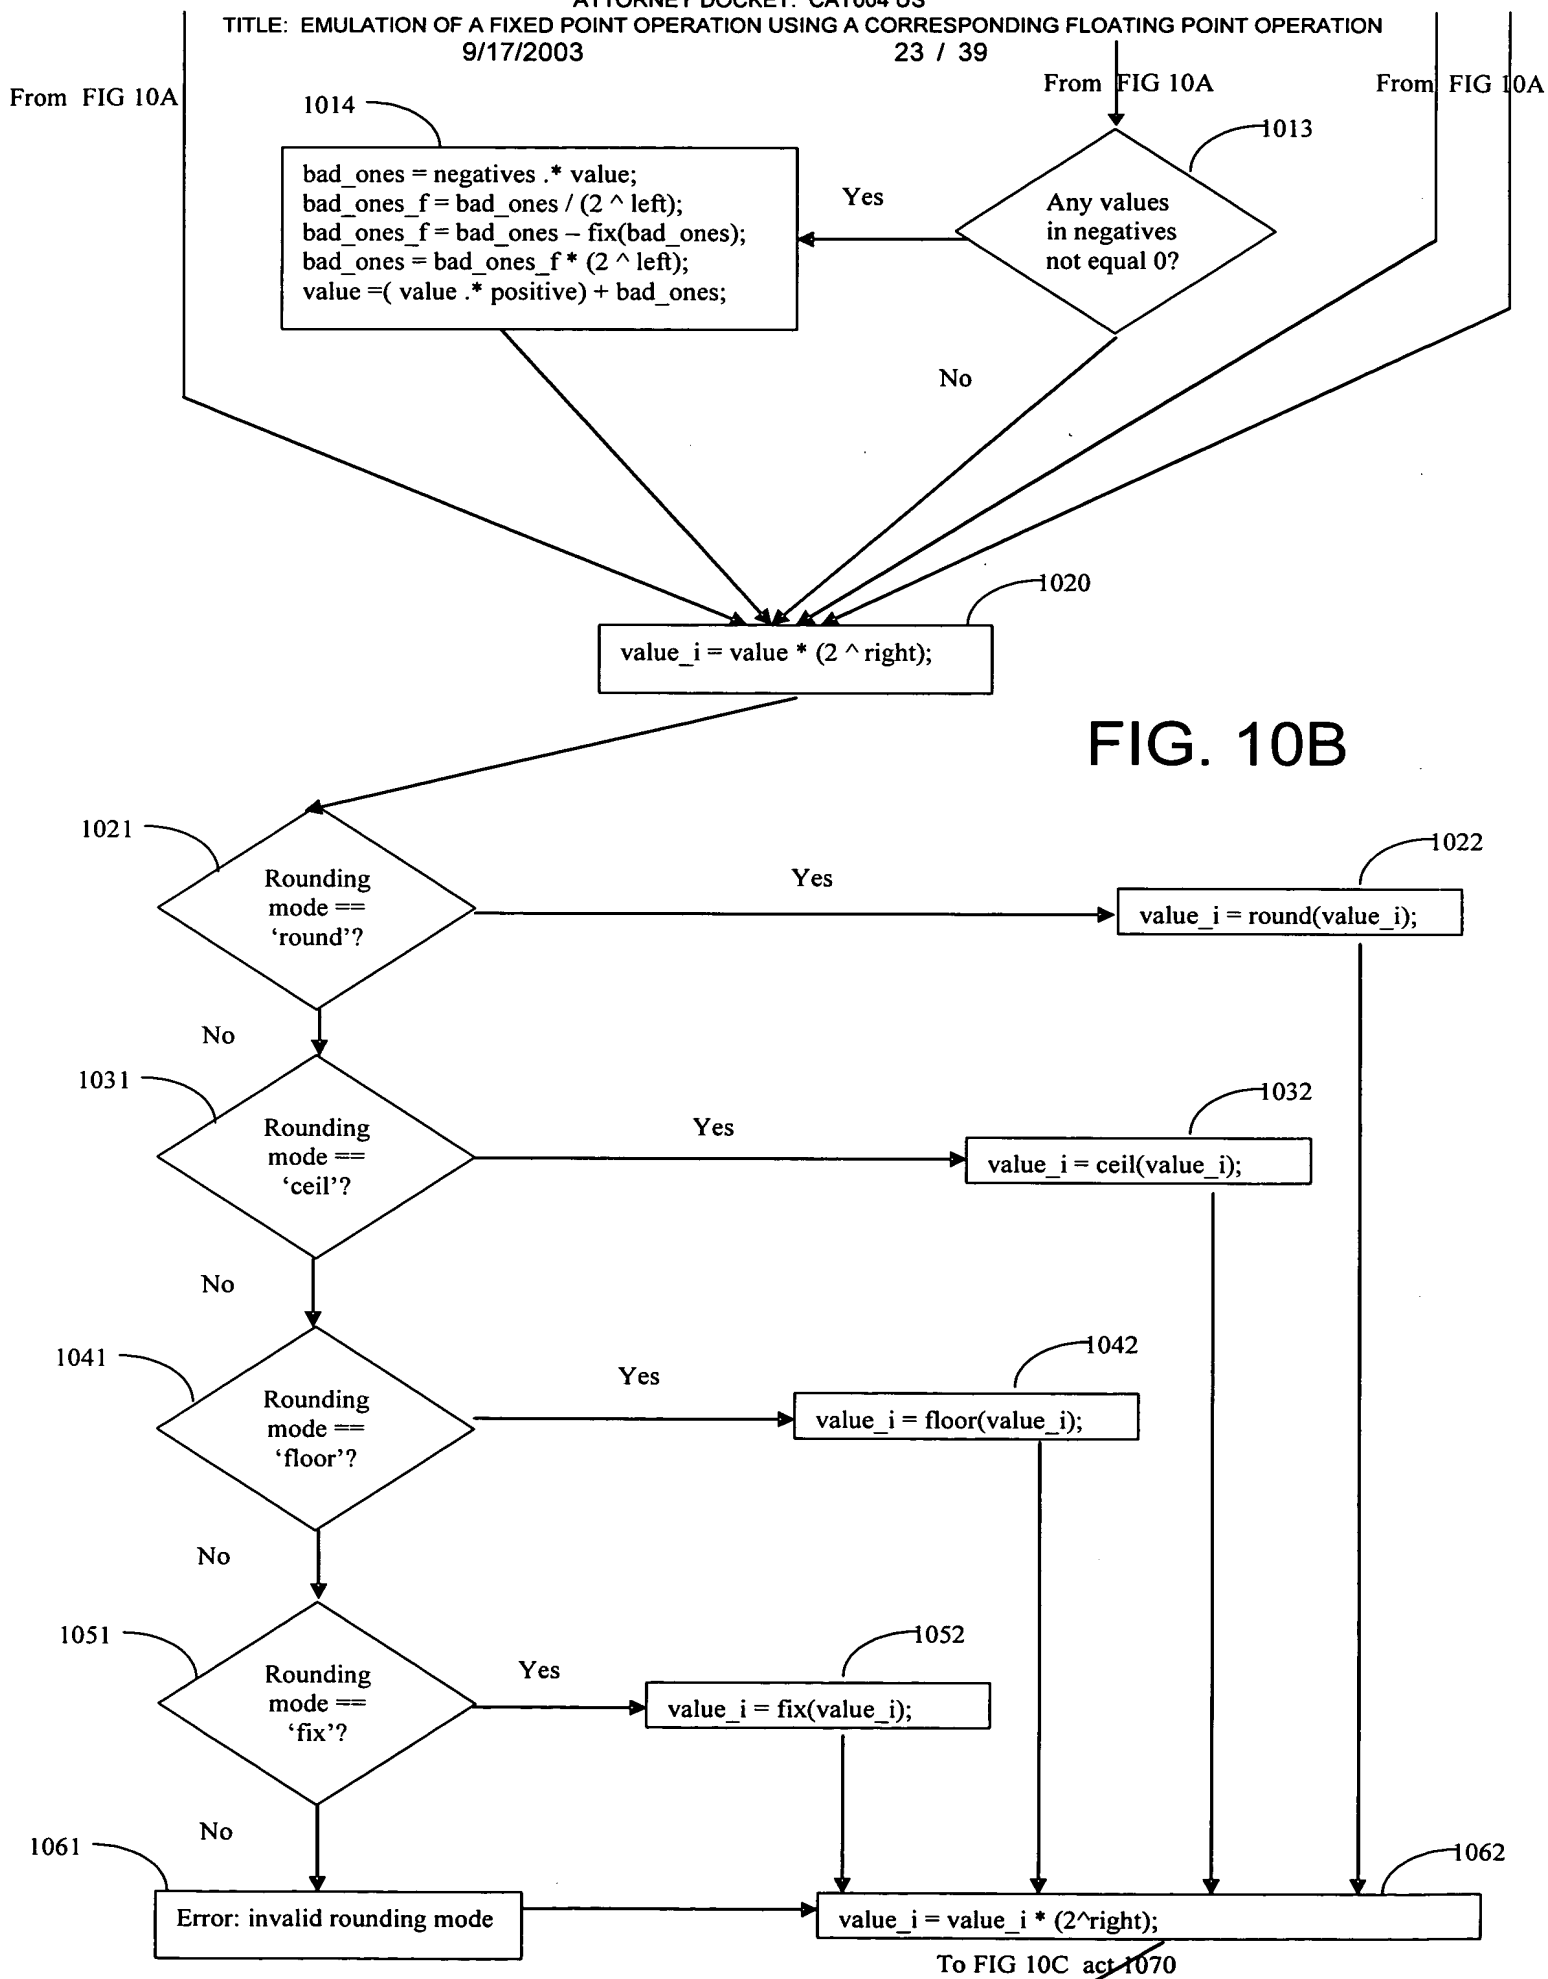 ATTORNEY DOCKET: CAT004 US
TITLE: EMULATION OF A FIXED POINT OPERATION USING A CORRESPONDING FLOATING POINT OPERATION
9/17/2003 23 / 39
From FIG 10A
From FIG 10A
From FIG 10A
1014
1013
bad_ones = negatives .* value;
bad_ones_f = bad_ones / (2 ^ left);
bad_ones_f = bad_ones – fix(bad_ones);
bad_ones = bad_ones_f * (2 ^ left);
value =( value .* positive) + bad_ones;
Yes
Any values
in negatives
not equal 0?
No
1020
value_i = value * (2 ^ right);
FIG. 10B
1021
Rounding
mode ==
‘round’?
Yes
1022
value_i = round(value_i);
No
1031
Rounding
mode ==
‘ceil’?
Yes
1032
value_i = ceil(value_i);
No
1041
Rounding
mode ==
‘floor’?
Yes
1042
value_i = floor(value_i);
No
1051
Rounding
mode ==
‘fix’?
Yes
1052
value_i = fix(value_i);
No
1061
Error: invalid rounding mode
1062
value_i = value_i * (2^right);
To FIG 10C act 1070